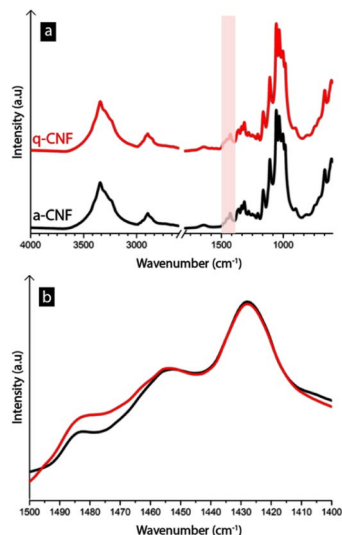 a
Intensity (a.u)
q-CNF
a-CNF
4000 3500 3000 1500 1000
Wavenumber (cm⁻¹)
b
Intensity (a.u)
1500 1490 1480 1470 1460 1450 1440 1430 1420 1410 1400
Wavenumber (cm⁻¹)